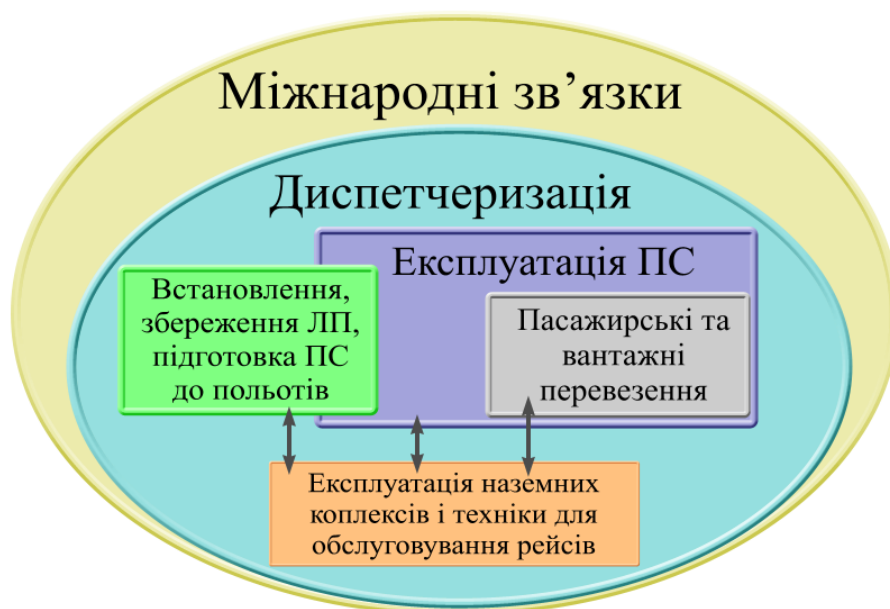 Міжнародні зв’язки
Диспетчеризація
Експлуатація ПС
Встановлення,
збереження ЛП,
підготовка ПС
до польотів
Пасажирські та
вантажні
перевезення
Експлуатація наземних
коплексів і техніки для
обслуговування рейсів